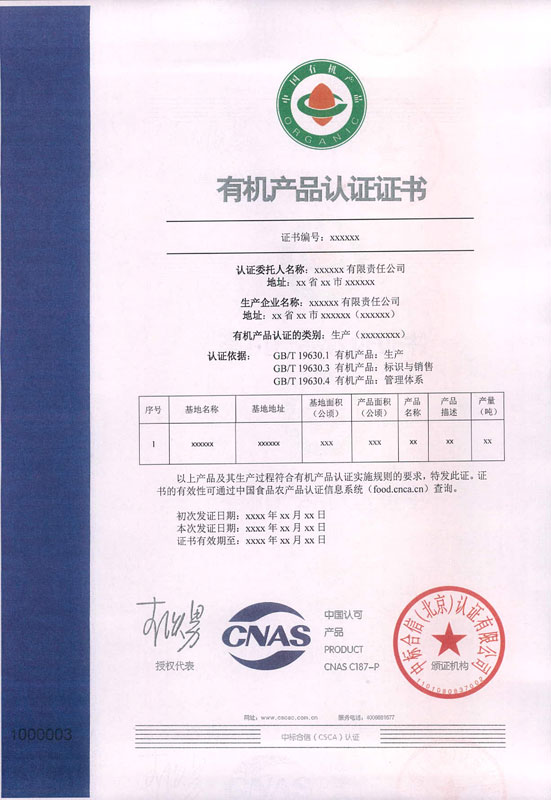 中国有机产品
ORGANIC
有机产品认证证书
证书编号：xxxxxx
认证委托人名称：xxxxxx 有限责任公司
地址：xx 省 xx 市 xxxxxx
生产企业名称：xxxxxx 有限责任公司
地址：xx 省 xx 市 xxxxxx（xxxxxx）
有机产品认证的类别：生产（xxxxxxxx）
认证依据： GB/T 19630.1 有机产品：生产
GB/T 19630.3 有机产品：标识与销售
GB/T 19630.4 有机产品：管理体系
序号 基地名称 基地地址 基地面积（公顷） 产品面积（公顷） 产品名称 产品描述 产量（吨）
1 xxxxxx xxxxxx xxx xxx xx xx xx
以上产品及其生产过程符合有机产品认证实施规则的要求，特发此证。证
书的有效性可通过中国食品农产品认证信息系统（food.cnca.cn）查询。
初次发证日期：xxxx 年 xx 月 xx 日
本次发证日期：xxxx 年 xx 月 xx 日
证书有效期至：xxxx 年 xx 月 xx 日
授权代表
CNAS
中国认可
产品
PRODUCT
CNAS C187-P
中标合信（北京）认证有限公司
颁证机构
1101080837002
网址：www.cscac.com.cn 服务电话：4009661677
中标合信（CSCA）认证
1000003
CNAS